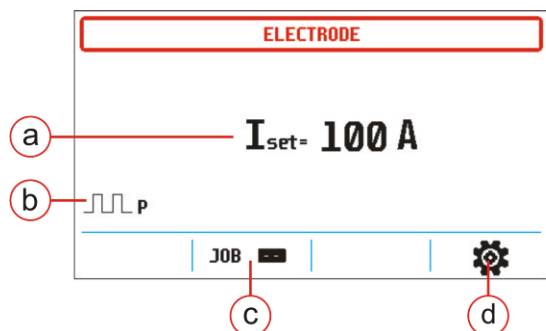 ELECTRODE
a
Iset= 100 A
b
P
JOB --
c
d